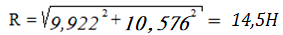 R = √9,922² + 10,576² = 14,5H